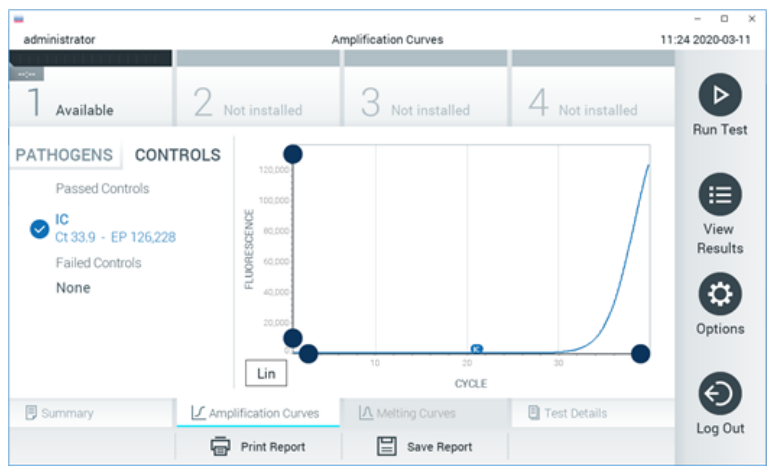 administrator
Amplification Curves
11:24 2020-03-11
--:--
1 Available
2 Not installed
3 Not installed
4 Not installed
Run Test
PATHOGENS CONTROLS
Passed Controls
IC
Ct 33.9 - EP 126,228
Failed Controls
None
FLUORESCENCE
120,000
100,000
80,000
60,000
40,000
20,000
0
IC
10 20 30
CYCLE
Lin
View
Results
Options
Summary
Amplification Curves
Melting Curves
Test Details
Log Out
Print Report
Save Report